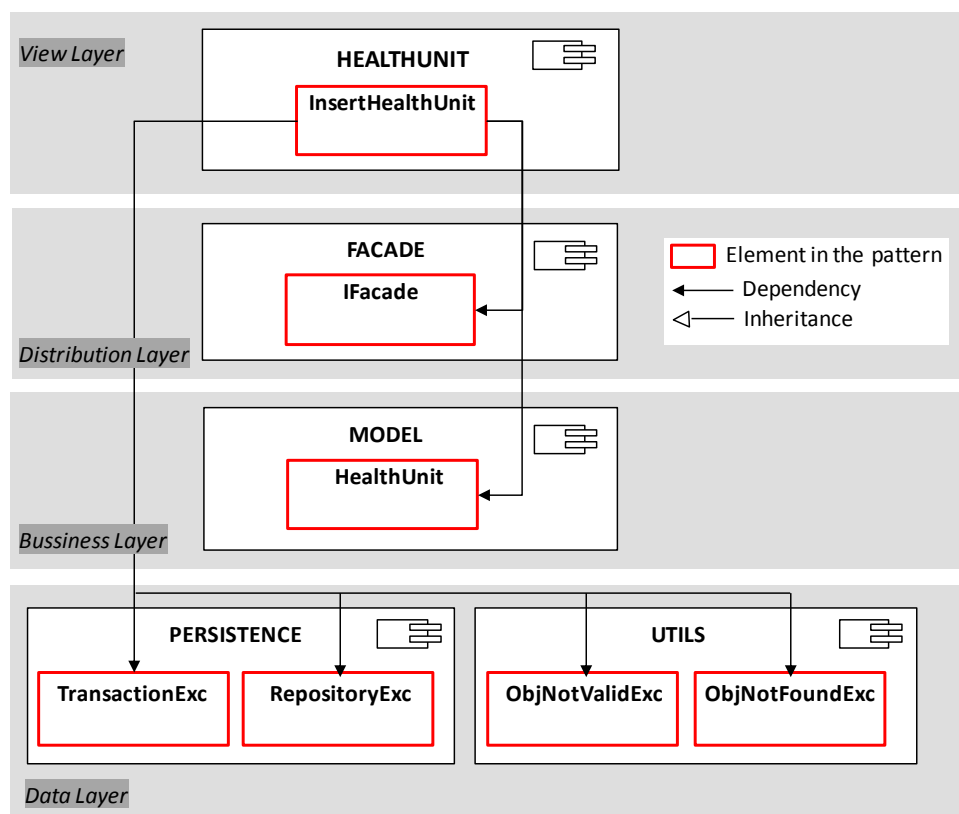 View Layer
HEALTHUNIT
InsertHealthUnit
FACADE
IFacade
Element in the pattern
Dependency
Inheritance
Distribution Layer
MODEL
HealthUnit
Bussiness Layer
PERSISTENCE
UTILS
TransactionExc
RepositoryExc
ObjNotValidExc
ObjNotFoundExc
Data Layer